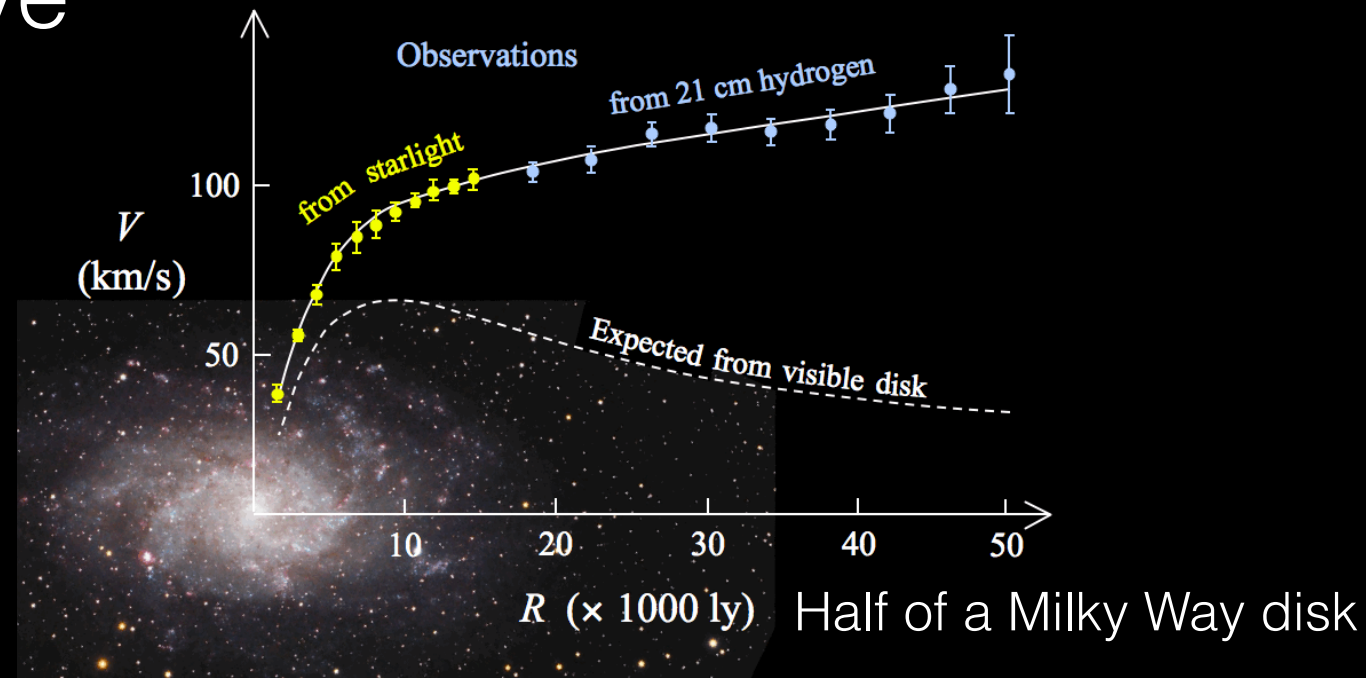 Observations
from 21 cm hydrogen
from starlight
100
V
(km/s)
50
Expected from visible disk
10
20
30
40
50
R (× 1000 ly)
Half of a Milky Way disk